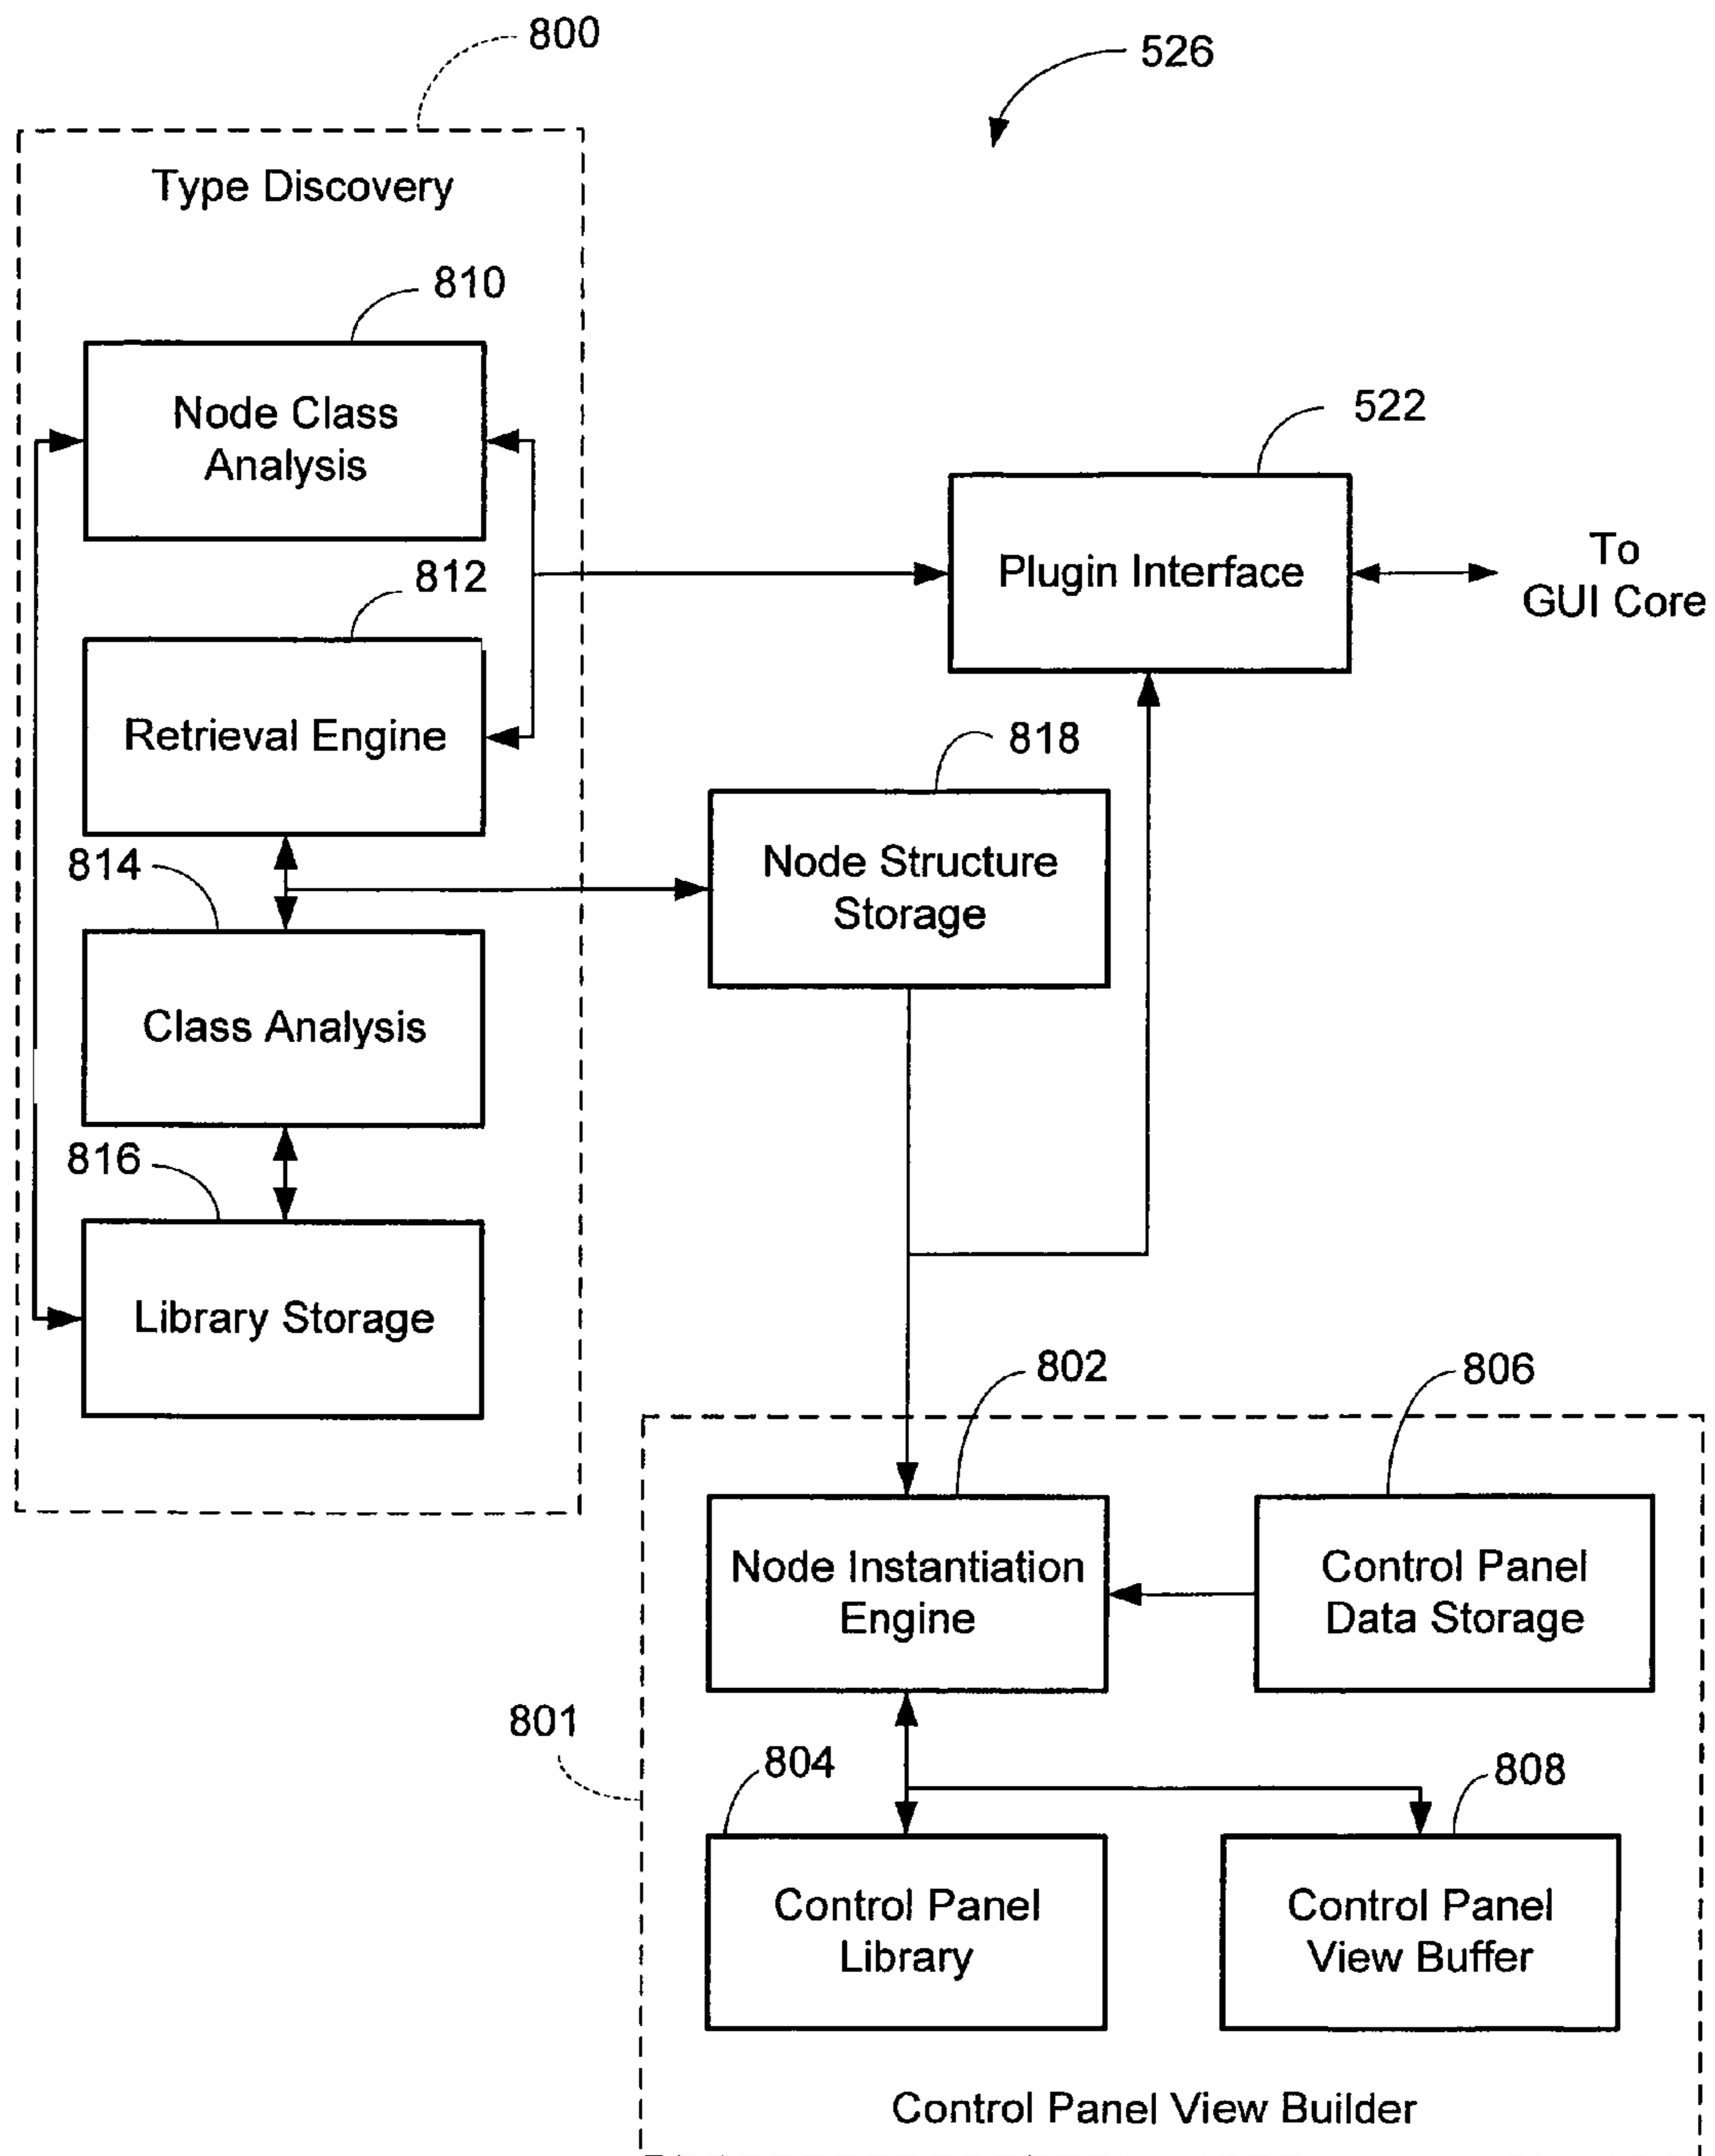 800
526
Type Discovery
810
Node Class
Analysis
522
Plugin Interface
To
GUI Core
812
Retrieval Engine
818
Node Structure
Storage
814
Class Analysis
816
Library Storage
802
806
Node Instantiation
Engine
Control Panel
Data Storage
801
804
808
Control Panel
Library
Control Panel
View Buffer
Control Panel View Builder